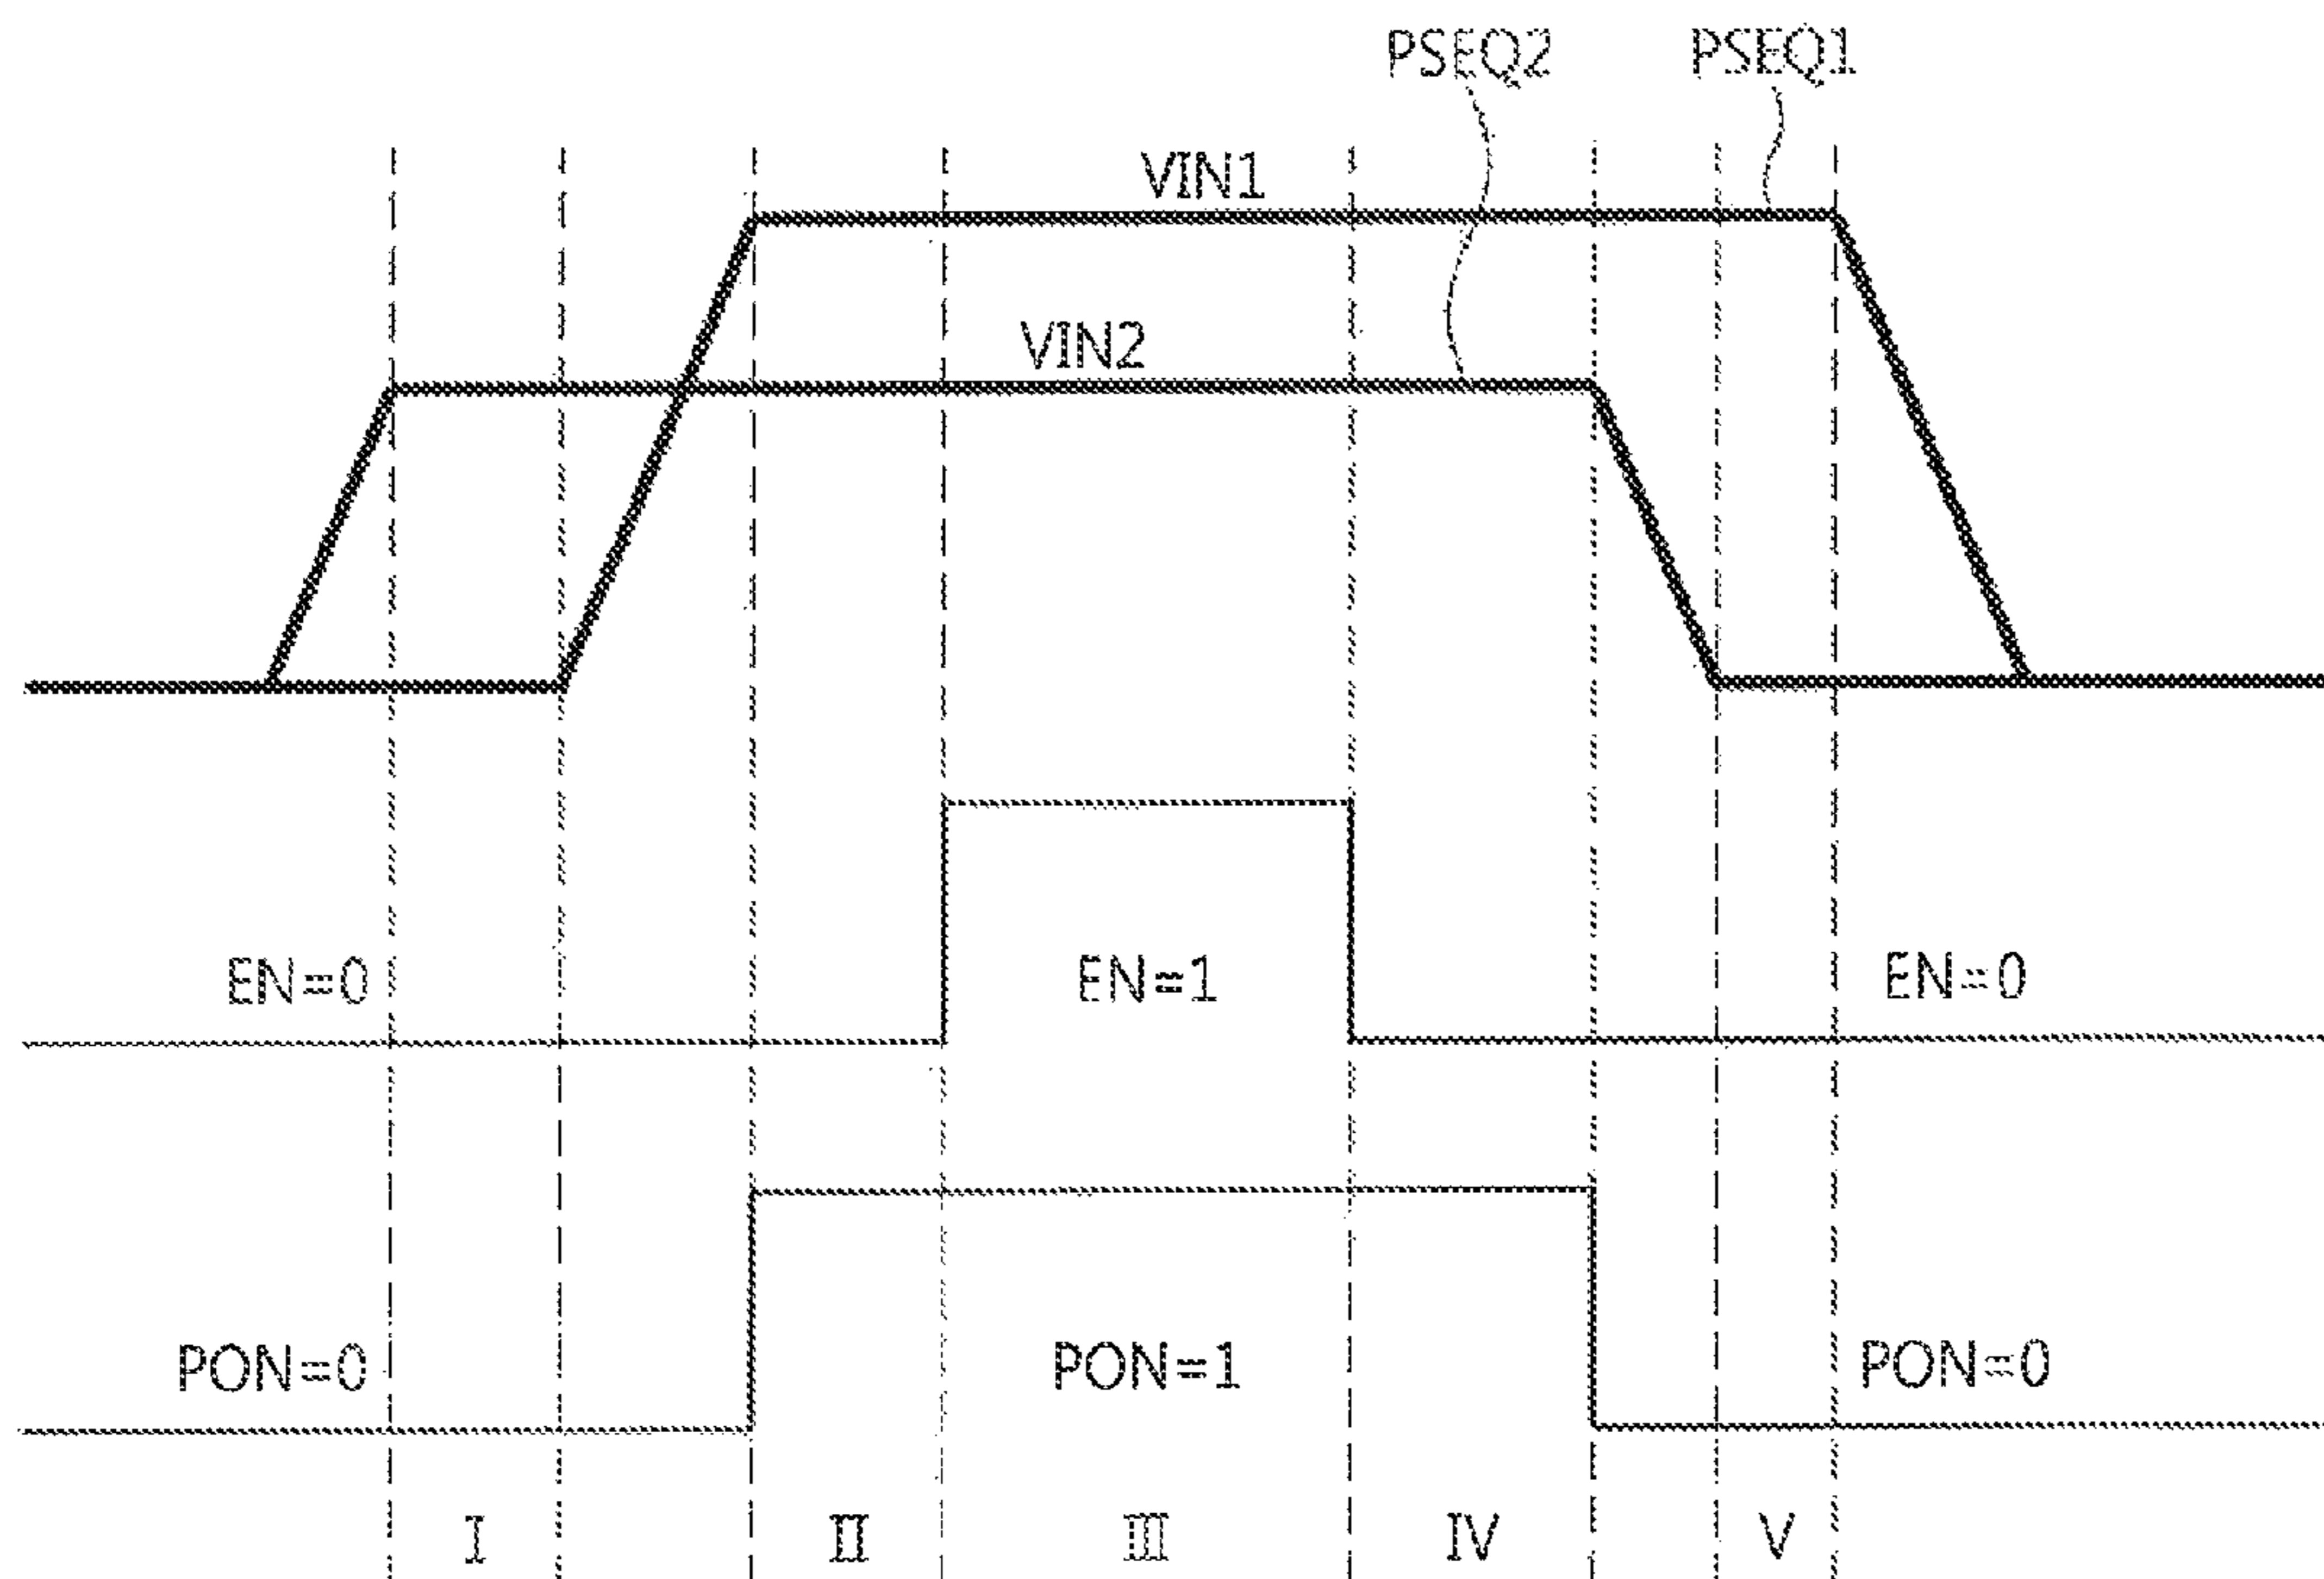 PSEQ2 PSEQ1
VIN1
VIN2
EN=0 EN=1 EN=0
PON=0 PON=1 PON=0
I II III IV V